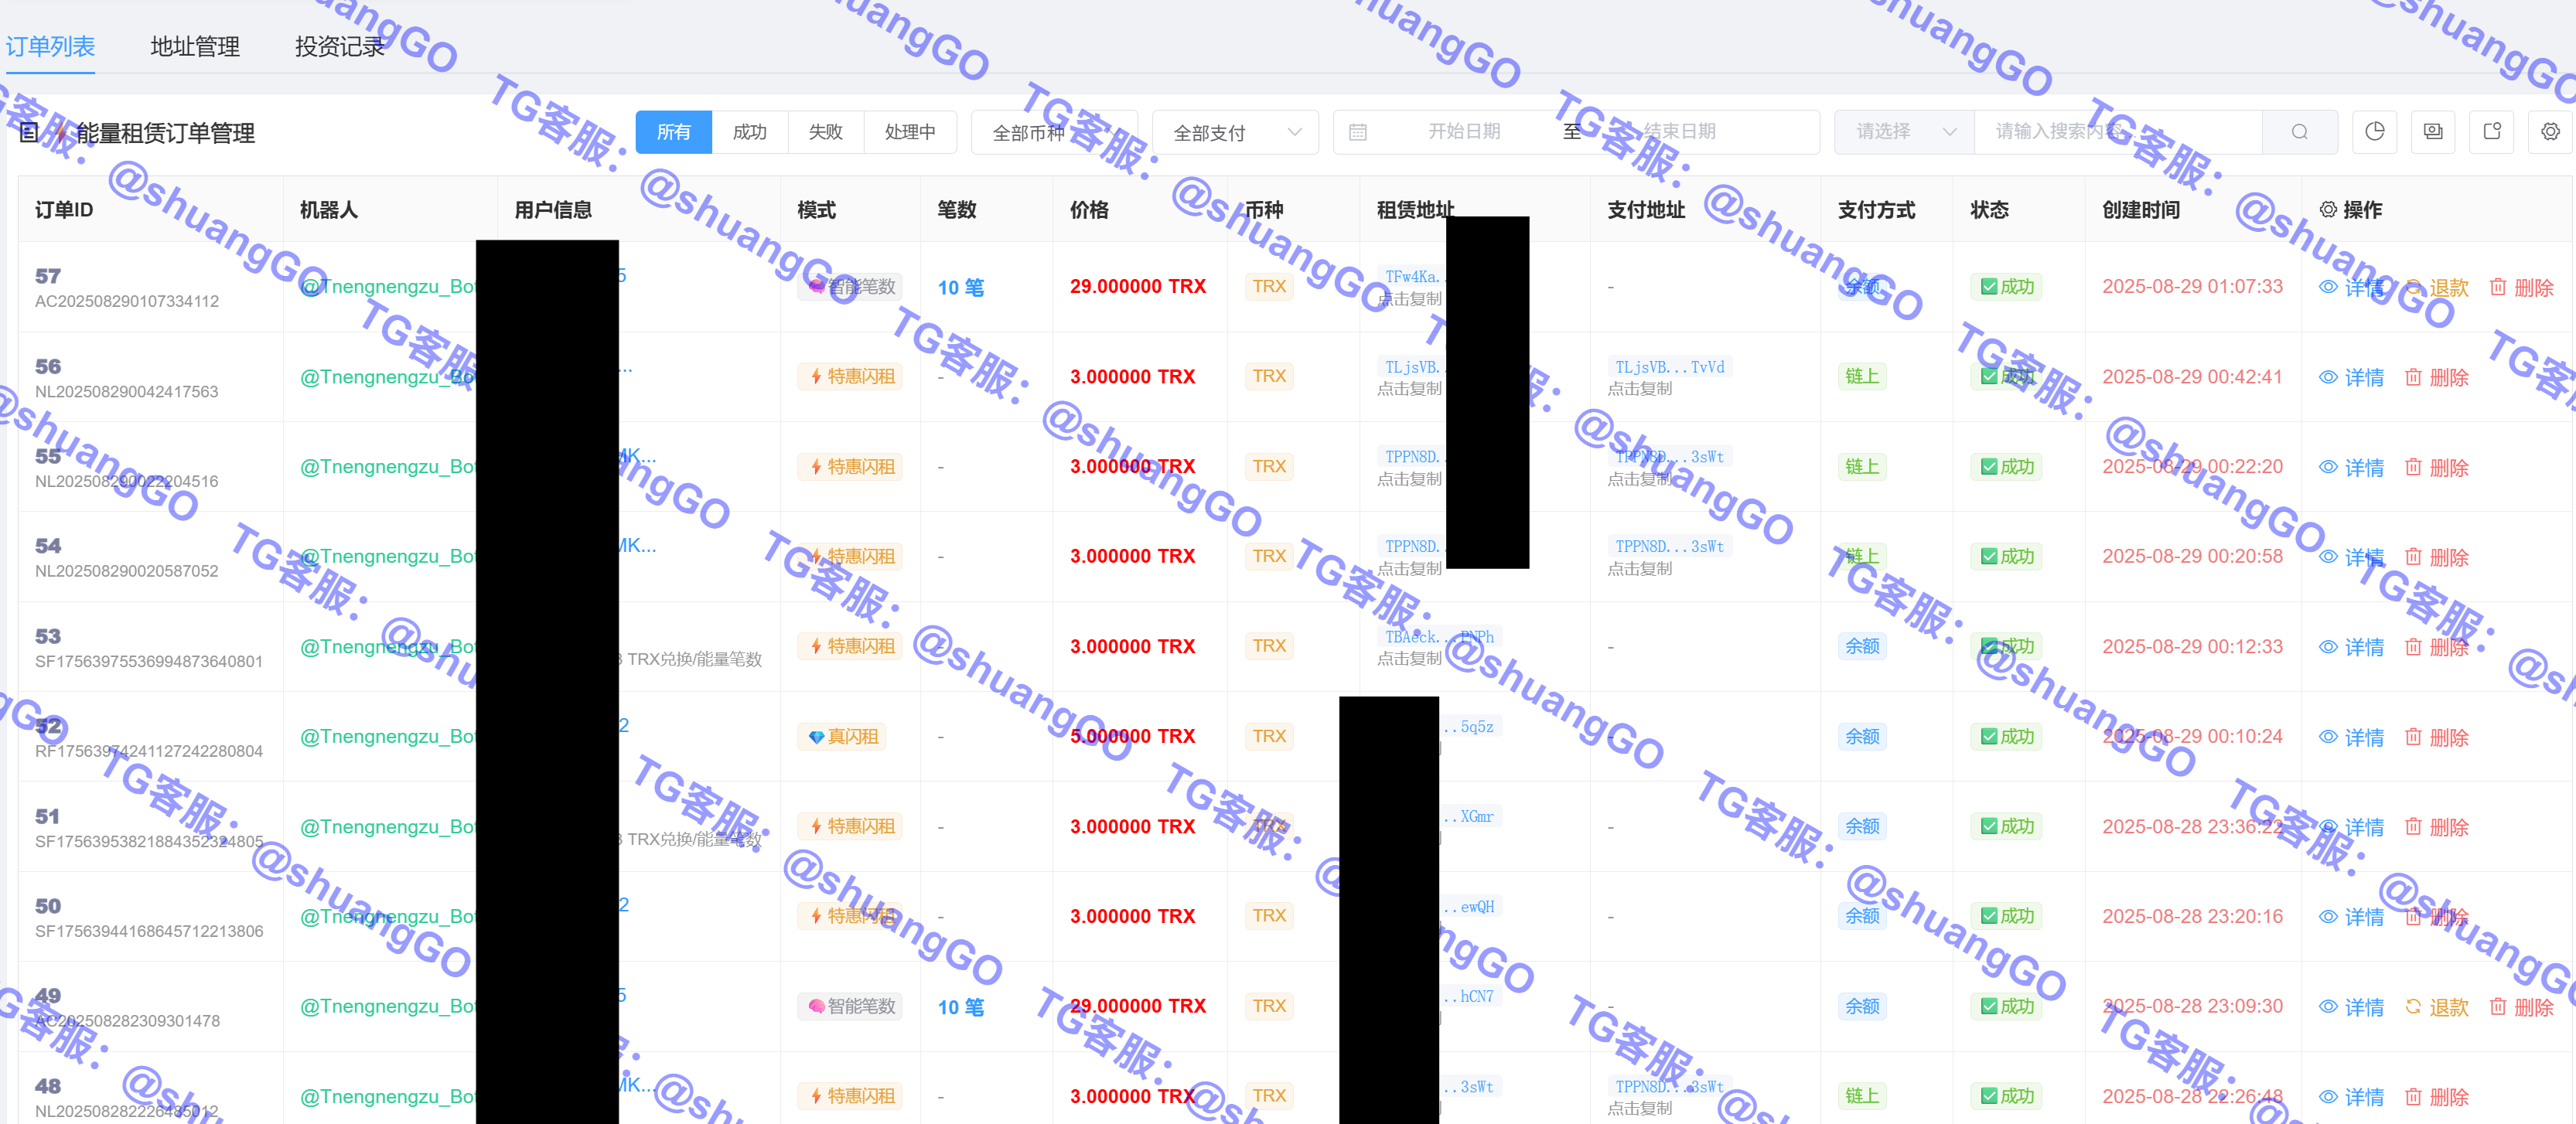 订单列表 地址管理 投资记录
能量租赁订单管理 所有 成功 失败 处理中 全部币种 全部支付 开始日期 至 结束日期 请选择 请输入搜索内容
订单ID 机器人 用户信息 模式 笔数 价格 币种 租赁地址 支付地址 支付方式 状态 创建时间 操作
57 @Tnengnengzu_Bot 5 智能笔数 10 笔 29.000000 TRX TRX TFw4Ka.. - 余额 成功 2025-08-29 01:07:33 详情 退款 删除
AC202508290107334112 点击复制
56 @Tnengnengzu_Bo ... 特惠闪租 - 3.000000 TRX TRX TLjsVB. TLjsVB...TvVd 链上 成功 2025-08-29 00:42:41 详情 删除
NL202508290042417563 点击复制 点击复制
55 @Tnengnengzu_Bot MK... 特惠闪租 - 3.000000 TRX TRX TPPN8D. TPPN8D...3sWt 链上 成功 2025-08-29 00:22:20 详情 删除
NL202508290022204516 点击复制 点击复制
54 @Tnengnengzu_Bot MK... 特惠闪租 - 3.000000 TRX TRX TPPN8D. TPPN8D...3sWt 链上 成功 2025-08-29 00:20:58 详情 删除
NL202508290020587052 点击复制 点击复制
53 @Tnengnengzu_Bot 特惠闪租 - 3.000000 TRX TRX TBAeck...PNPh - 余额 成功 2025-08-29 00:12:33 详情 删除
SF17563975536994873640801 TRX兑换/能量笔数 点击复制
52 @Tnengnengzu_Bot 2 真闪租 - 5.000000 TRX TRX ..5q5z - 余额 成功 2025-08-29 00:10:24 详情 删除
RF17563974241127242280804
51 @Tnengnengzu_Bot 特惠闪租 - 3.000000 TRX TRX ..XGmr - 余额 成功 2025-08-28 23:36:22 详情 删除
SF17563953821884352324805 TRX兑换/能量笔数
50 @Tnengnengzu_Bot 2 特惠闪租 - 3.000000 TRX TRX ..ewQH - 余额 成功 2025-08-28 23:20:16 详情 删除
SF17563944168645712213806
49 @Tnengnengzu_Bot 5 智能笔数 10 笔 29.000000 TRX TRX ..hCN7 - 余额 成功 2025-08-28 23:09:30 详情 退款 删除
AC202508282309301478
48 @Tnengnengzu_Bot MK... 特惠闪租 - 3.000000 TRX TRX ..3sWt TPPN8D...3sWt 链上 成功 2025-08-28 22:26:48 详情 删除
NL202508282226485012 点击复制
TG客服：@shuangGO